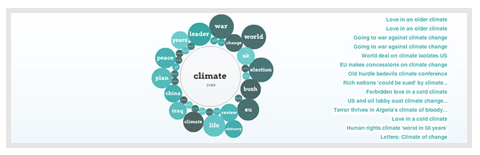 war
leader
years
change
world
peace
uk
plan
climate
election
china
bush
iraq
eu
climate
review
life
obituary
Love in an older climate
Love in an older climate
Going to war against climate change
Going to war against climate change
World deal on climate isolates US
EU makes concessions on climate change
Old hurdle bedevils climate conference
Rich nations 'could be sued' by climate...
Forbidden love in a cold climate
US and oil lobby oust climate change...
Terror thrives in Algeria's climate of bloody...
Love in a cold climate
Human rights climate 'worst in 50 years'
Letters: Climate of change